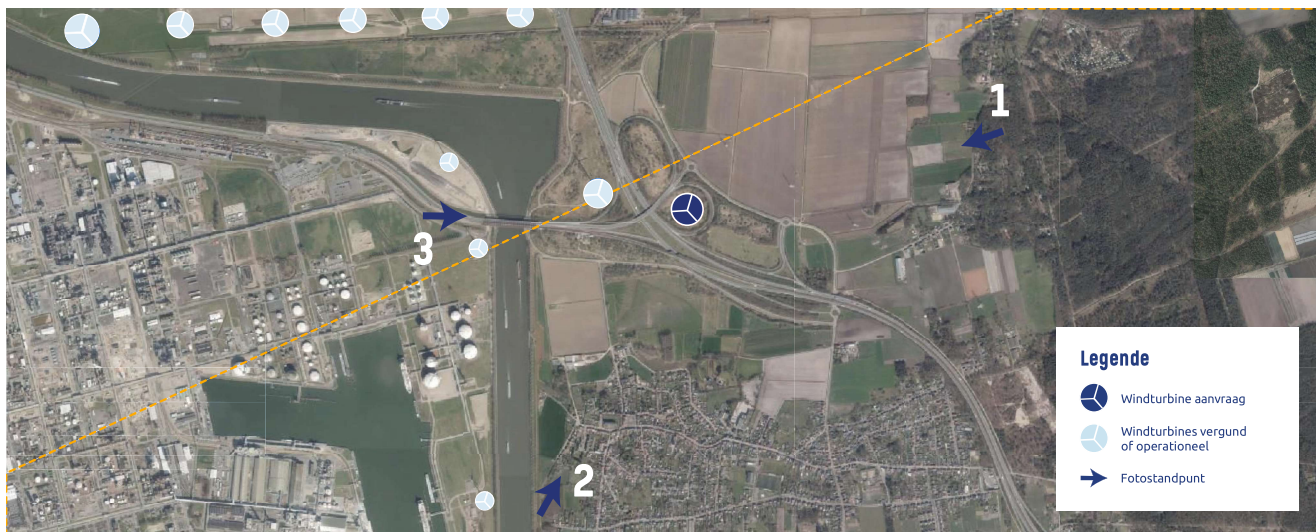 1
3
2
Legende
Windturbine aanvraag
Windturbines vergund
of operationeel
Fotostandpunt